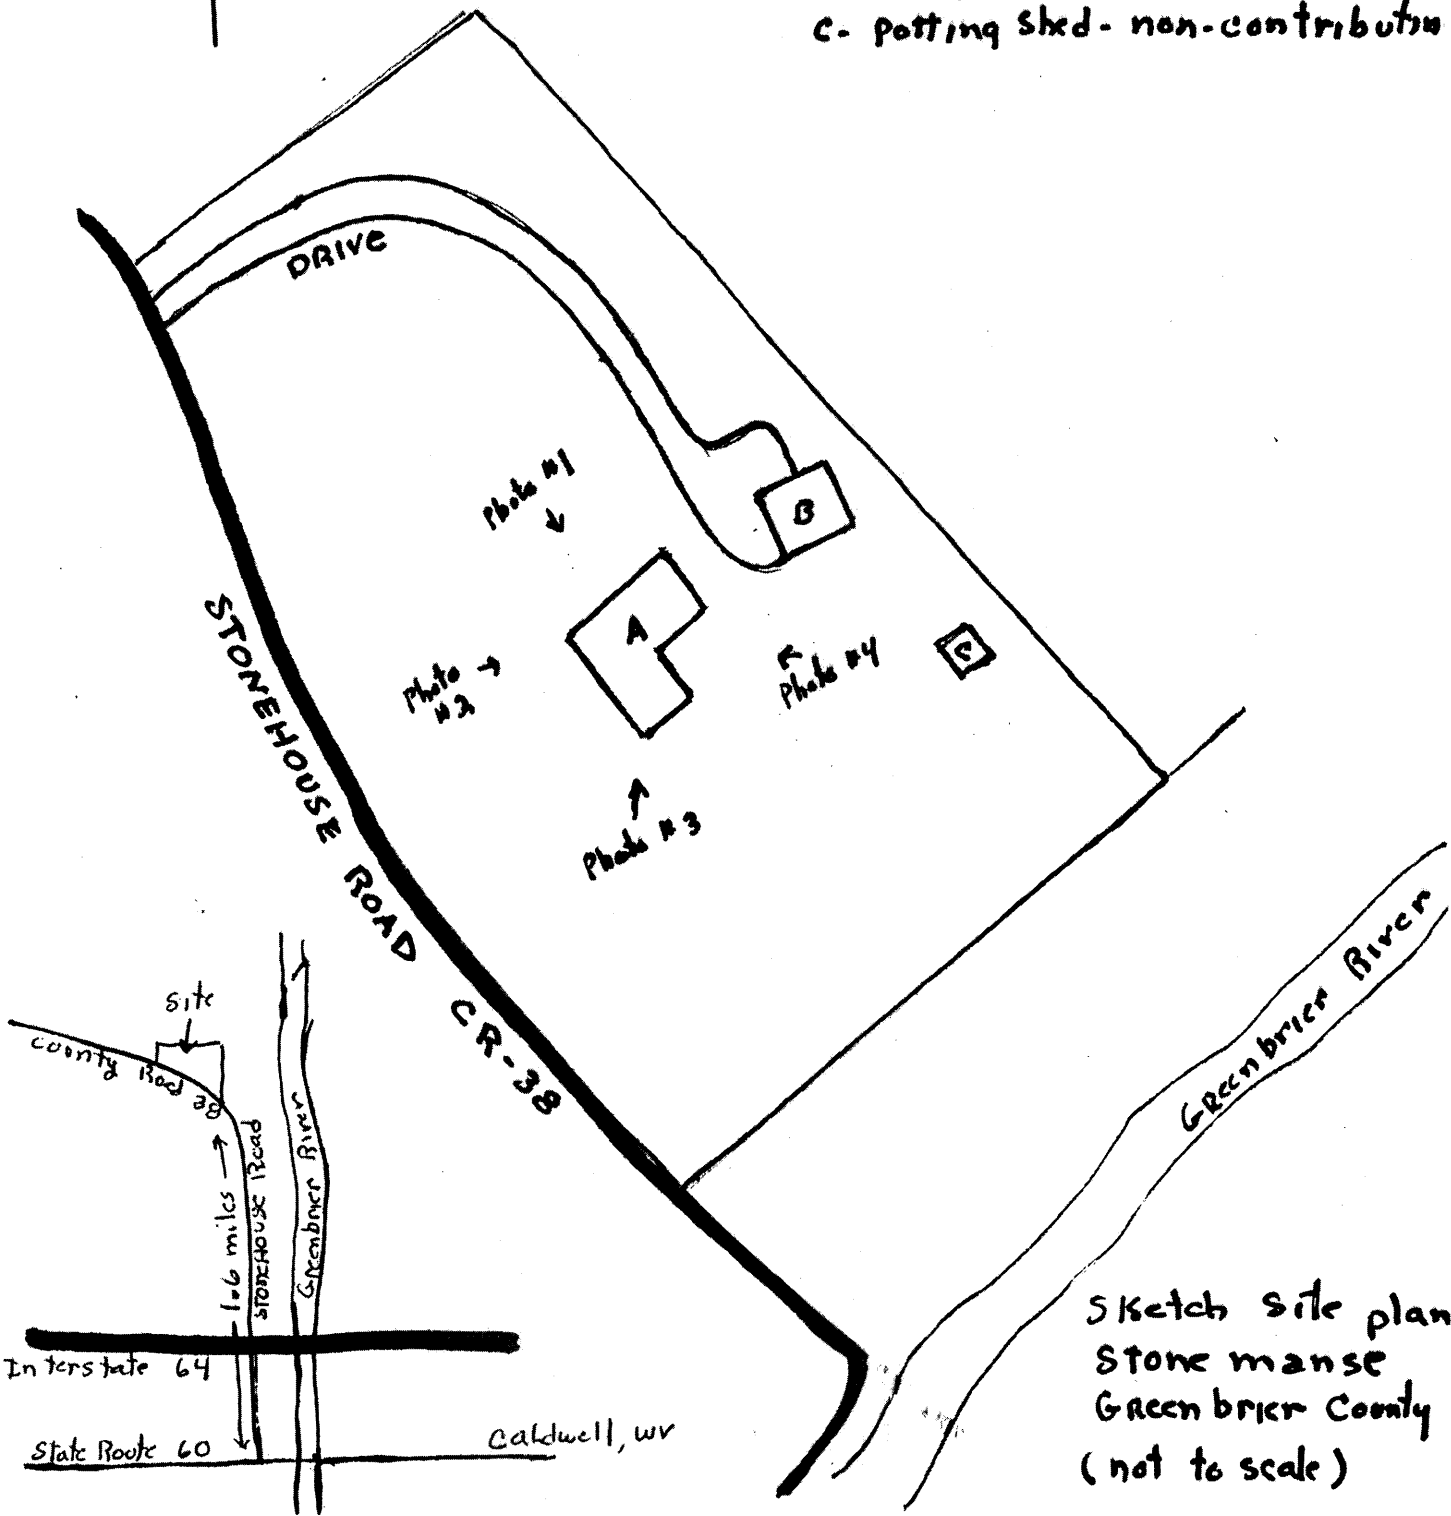 C- Potting Shed- non-contributin
DRIVE
Photo #1
B
A
Photo
#2
Photo #4
C
Photo #3
STONEHOUSE ROAD CR-38
Greenbrier River
Site
County Road 38
1.6 miles
STONEHOUSE Road
Greenbrier River
Interstate 64
State Route 60
Caldwell, WV
Sketch Site plan
Stone manse
Greenbrier County
(not to scale)